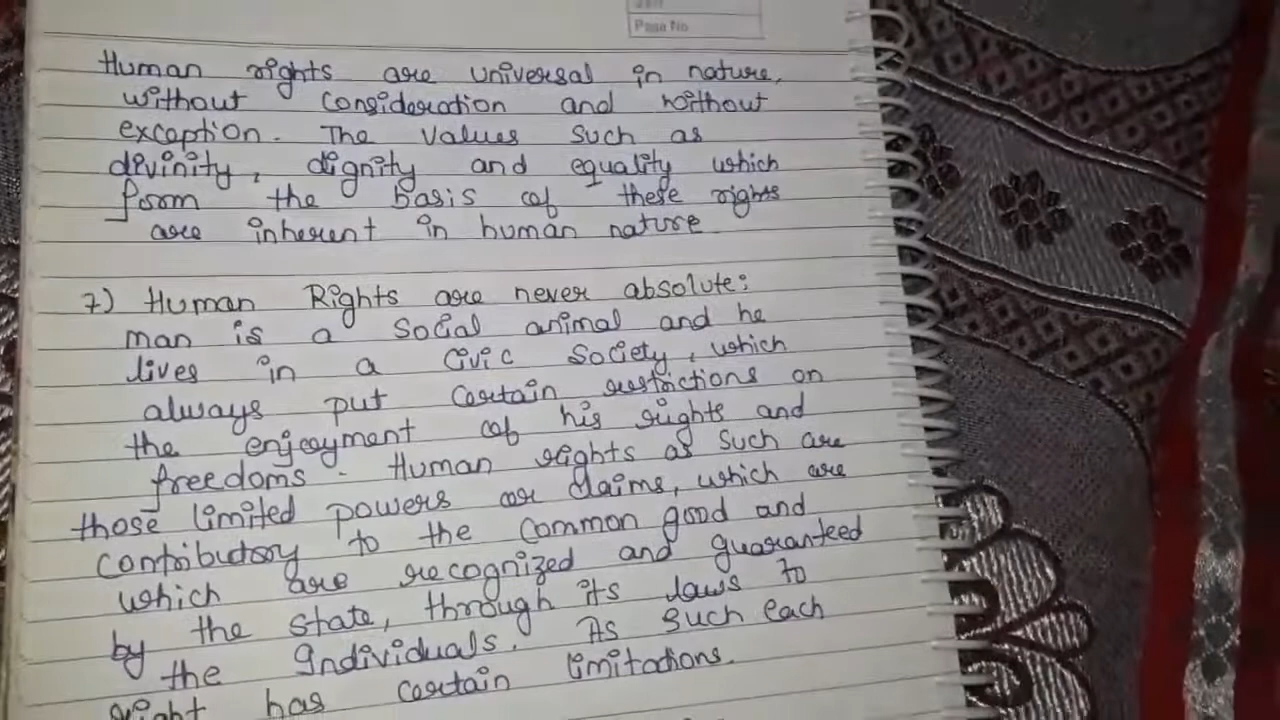 Page No
Human rights are universal in nature,
without consideration and without
exception. The values such as
divinity, dignity and equality which
form the basis of these rights
are inherent in human nature
7) Human Rights are never absolute:
man is a social animal and he
lives in a civic society, which
always put certain restrictions on
the enjoyment of his rights and
freedoms. Human rights as such are
those limited powers or claims, which are
contributory to the common good and
which are recognized and guaranteed
by the state, through its laws to
the Individuals. As such each
right has certain limitations.